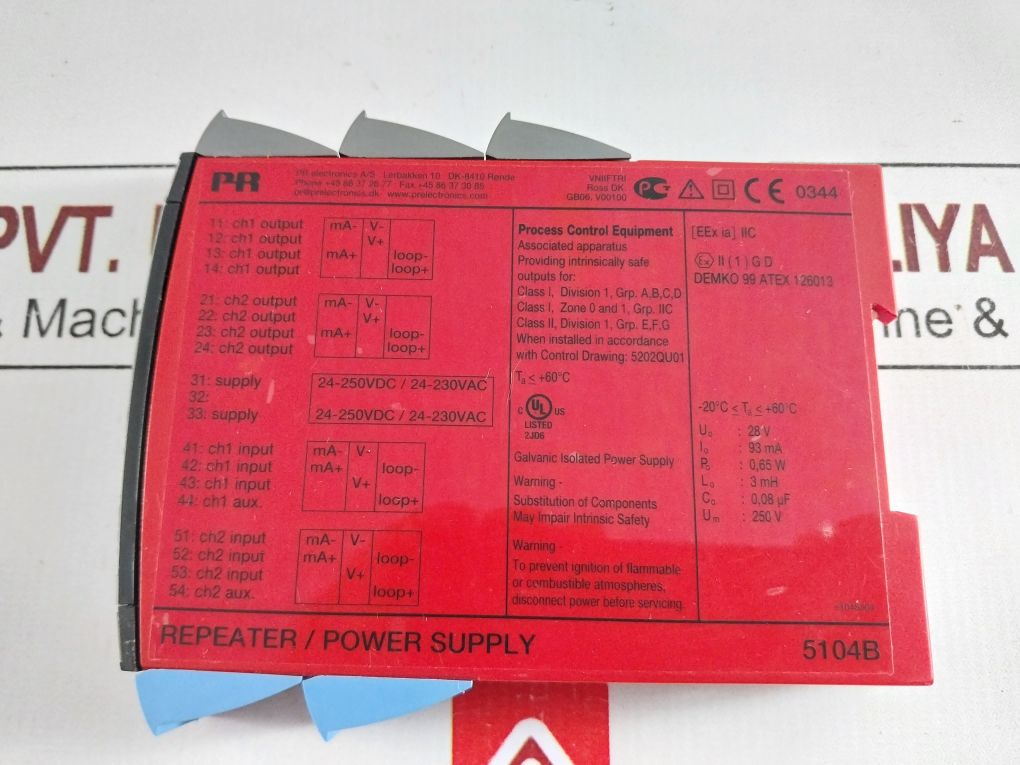 PR
PR electronics A/S Lerbakken 10 DK-8410 Rønde
Phone +45 86 37 26 77 Fax +45 86 37 30 85
pr@prelectronics.dk www.prelectronics.com
VNIIFTRI
Ross DK.
GB06. V00100
CE 0344
11: ch1 output mA- V-
12: ch1 output V+
13: ch1 output mA+ loop-
14: ch1 output loop+
21: ch2 output mA- V-
22: ch2 output V+
23: ch2 output mA+ loop-
24: ch2 output loop+
31: supply 24-250VDC / 24-230VAC
32:
33: supply 24-250VDC / 24-230VAC
41: ch1 input mA- V-
42: ch1 input mA+ loop-
43: ch1 input V+
44: ch1 aux. loop+
51: ch2 input mA- V-
52: ch2 input mA+ loop-
53: ch2 input V+
54: ch2 aux. loop+
Process Control Equipment
Associated apparatus
Providing intrinsically safe
outputs for:
Class I, Division 1, Grp. A,B,C,D
Class I, Zone 0 and 1, Grp. IIC
Class II, Division 1, Grp. E,F,G
When installed in accordance
with Control Drawing: 5202QU01
Ta ≤ +60°C
C UL US
LISTED
2JD6
Galvanic Isolated Power Supply
Warning -
Substitution of Components
May Impair Intrinsic Safety
Warning -
To prevent ignition of flammable
or combustible atmospheres,
disconnect power before servicing.
[EEx ia] IIC
Ex II (1) G D
DEMKO 99 ATEX 126013
-20°C ≤ Ta ≤ +60°C
Uo : 28 V
Io : 93 mA
Po : 0,65 W
Lo : 3 mH
Co : 0,08 µF
Um : 250 V
REPEATER / POWER SUPPLY 5104B
PVT.
LIYA
& Mach
ine &